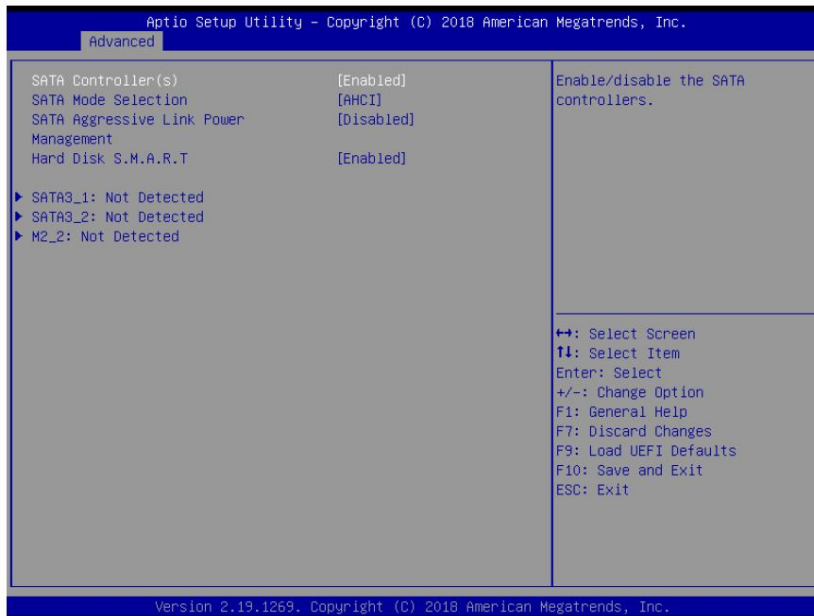 Aptio Setup Utility – Copyright (C) 2018 American Megatrends, Inc.
Advanced
SATA Controller(s) [Enabled]
SATA Mode Selection [AHCI]
SATA Aggressive Link Power [Disabled]
Management
Hard Disk S.M.A.R.T [Enabled]
▶ SATA3_1: Not Detected
▶ SATA3_2: Not Detected
▶ M2_2: Not Detected
Enable/disable the SATA
controllers.
↔: Select Screen
↑↓: Select Item
Enter: Select
+/-: Change Option
F1: General Help
F7: Discard Changes
F9: Load UEFI Defaults
F10: Save and Exit
ESC: Exit
Version 2.19.1269. Copyright (C) 2018 American Megatrends, Inc.